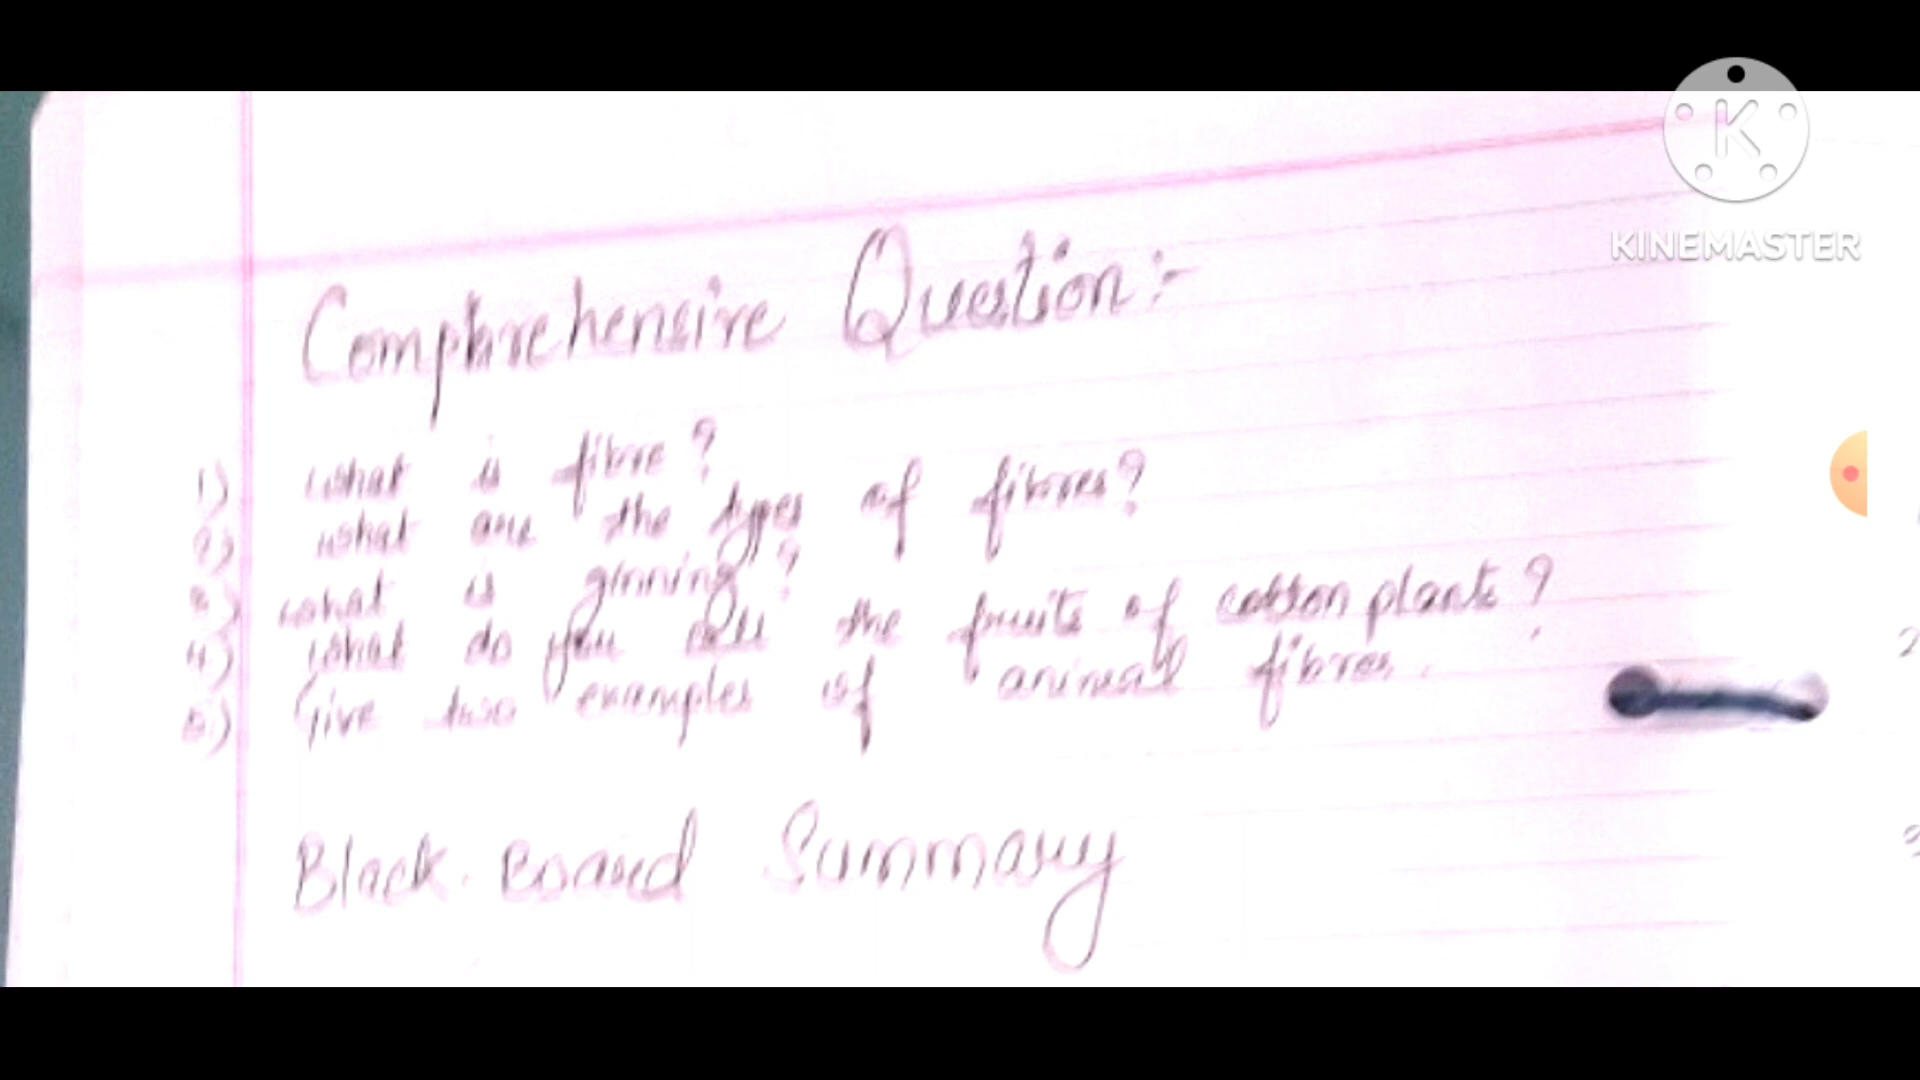 KINEMASTER
Comprehensive Question :-
1) what is fibre ?
2) what are the types of fibres?
3) what is ginning ?
4) what do you call the fruits of cotton plant ?
5) Give two examples of animal fibres.
Black Board Summary